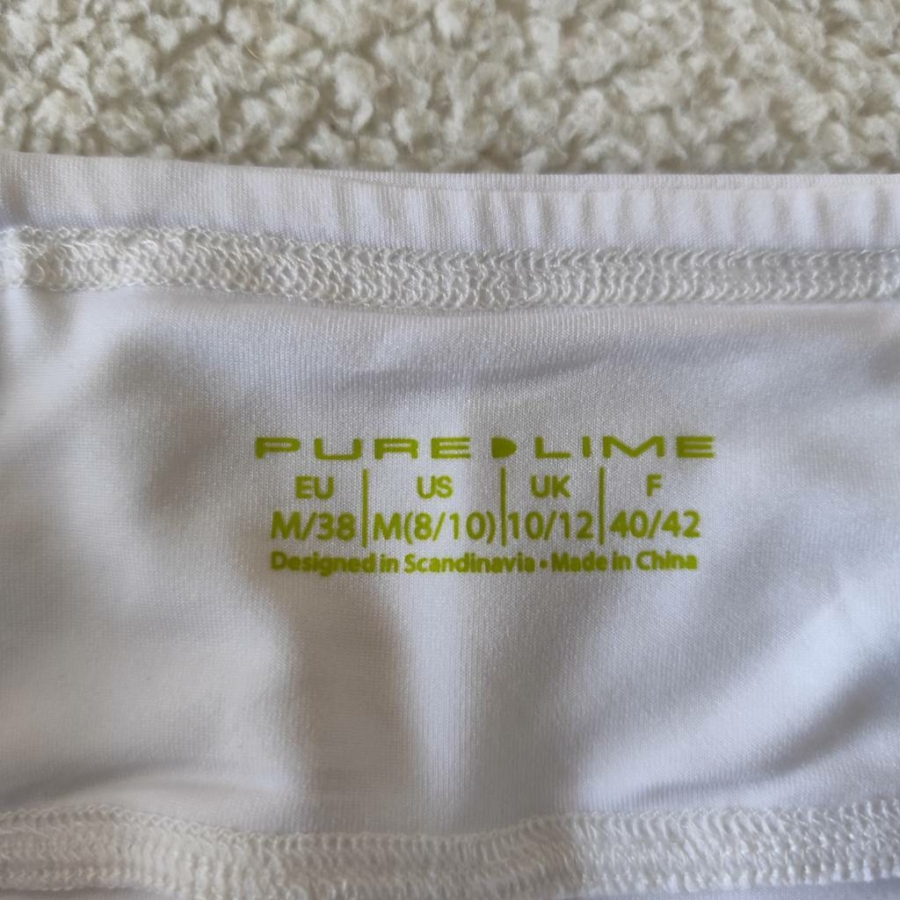 PURE LIME
EU US UK F
M/38 M(8/10) 10/12 40/42
Designed in Scandinavia • Made in China